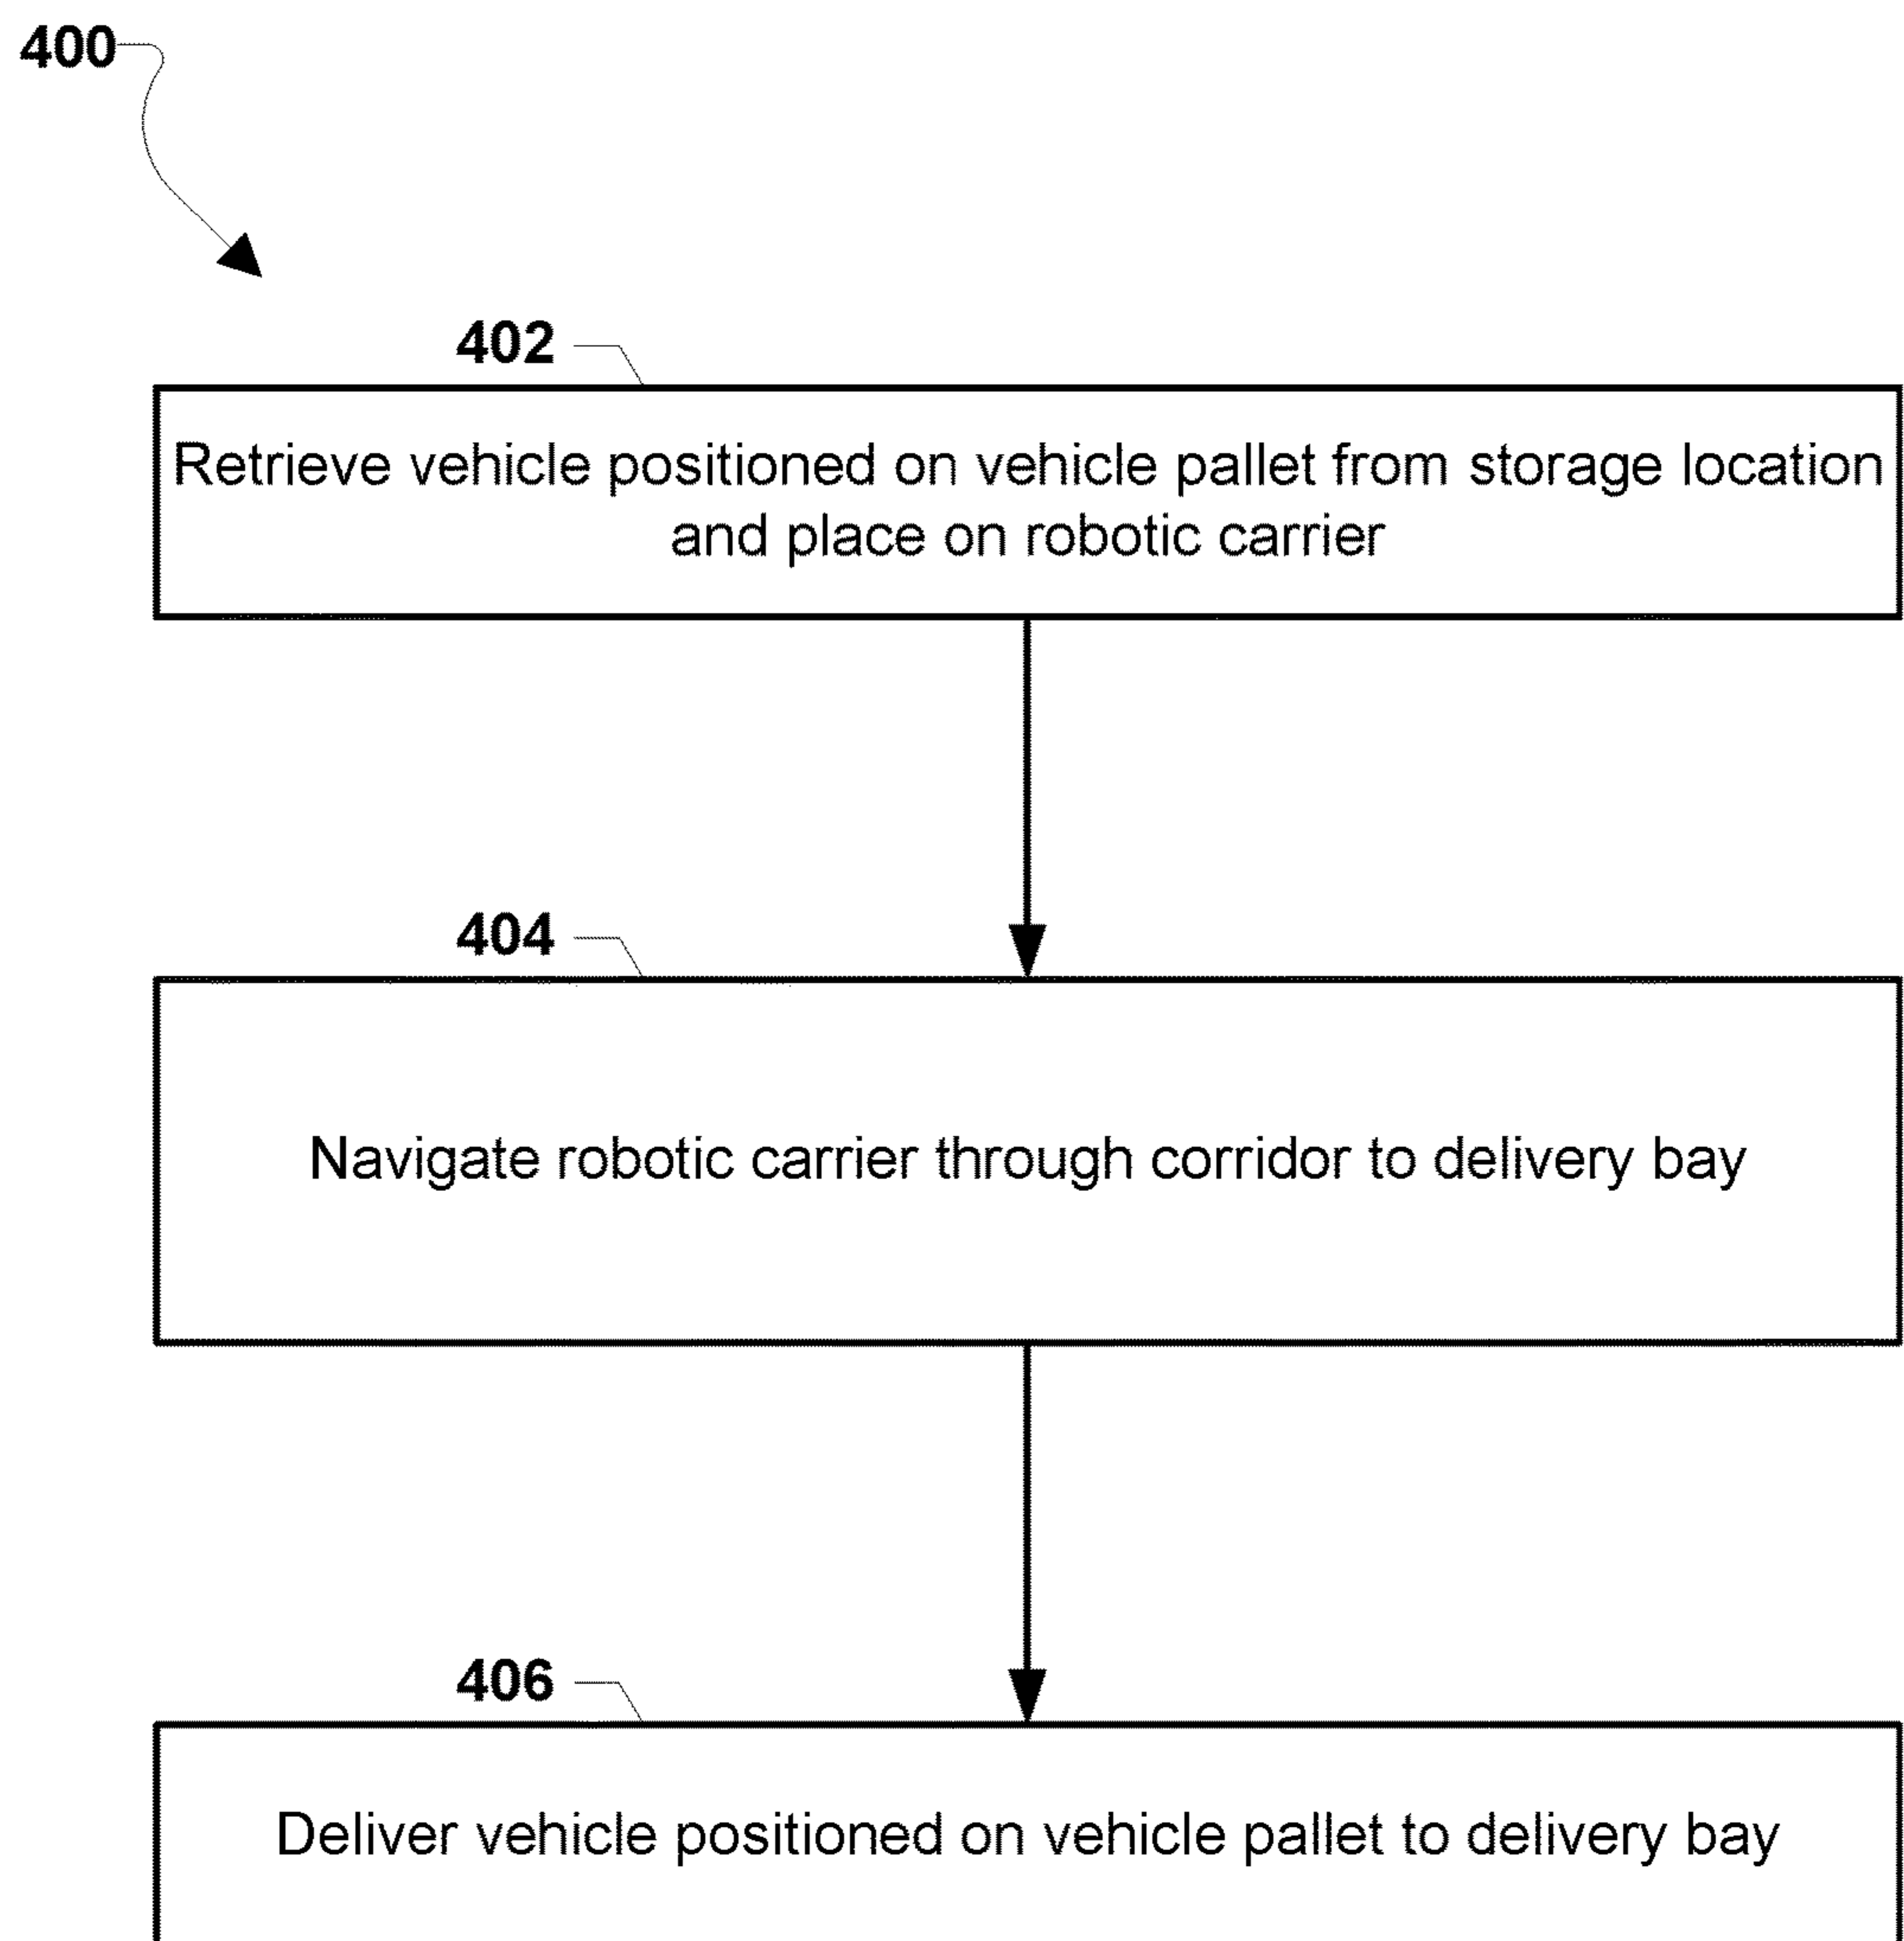 400
402
Retrieve vehicle positioned on vehicle pallet from storage location
and place on robotic carrier
404
Navigate robotic carrier through corridor to delivery bay
406
Deliver vehicle positioned on vehicle pallet to delivery bay